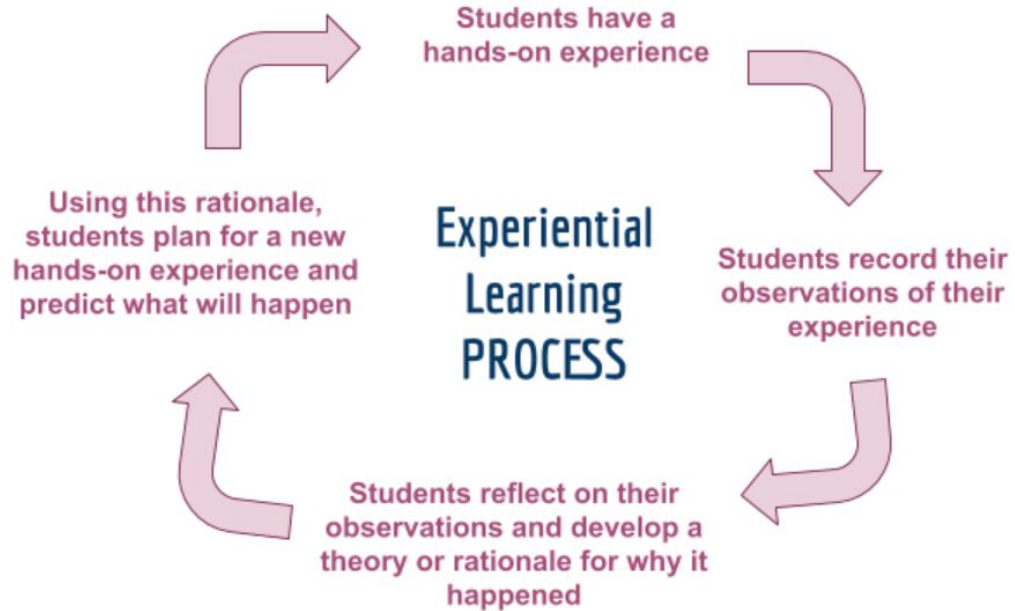 Students have a
hands-on experience
Students record their
observations of their
experience
Students reflect on their
observations and develop a
theory or rationale for why it
happened
Using this rationale,
students plan for a new
hands-on experience and
predict what will happen
Experiential
Learning
PROCESS